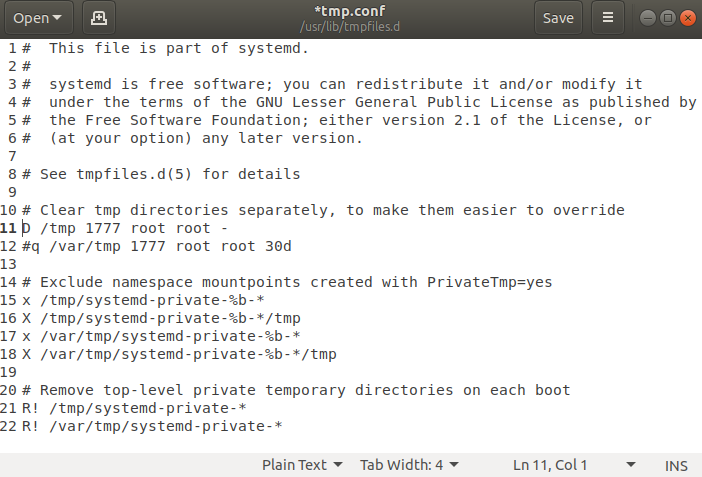 Open
*tmp.conf
/usr/lib/tmpfiles.d
Save
1 #  This file is part of systemd.
2 #
3 #  systemd is free software; you can redistribute it and/or modify it
4 #  under the terms of the GNU Lesser General Public License as published by
5 #  the Free Software Foundation; either version 2.1 of the License, or
6 #  (at your option) any later version.
7
8 # See tmpfiles.d(5) for details
9
10 # Clear tmp directories separately, to make them easier to override
11 D /tmp 1777 root root -
12 #q /var/tmp 1777 root root 30d
13
14 # Exclude namespace mountpoints created with PrivateTmp=yes
15 x /tmp/systemd-private-%b-*
16 X /tmp/systemd-private-%b-*/tmp
17 x /var/tmp/systemd-private-%b-*
18 X /var/tmp/systemd-private-%b-*/tmp
19
20 # Remove top-level private temporary directories on each boot
21 R! /tmp/systemd-private-*
22 R! /var/tmp/systemd-private-*
Plain Text Tab Width: 4 Ln 11, Col 1 INS